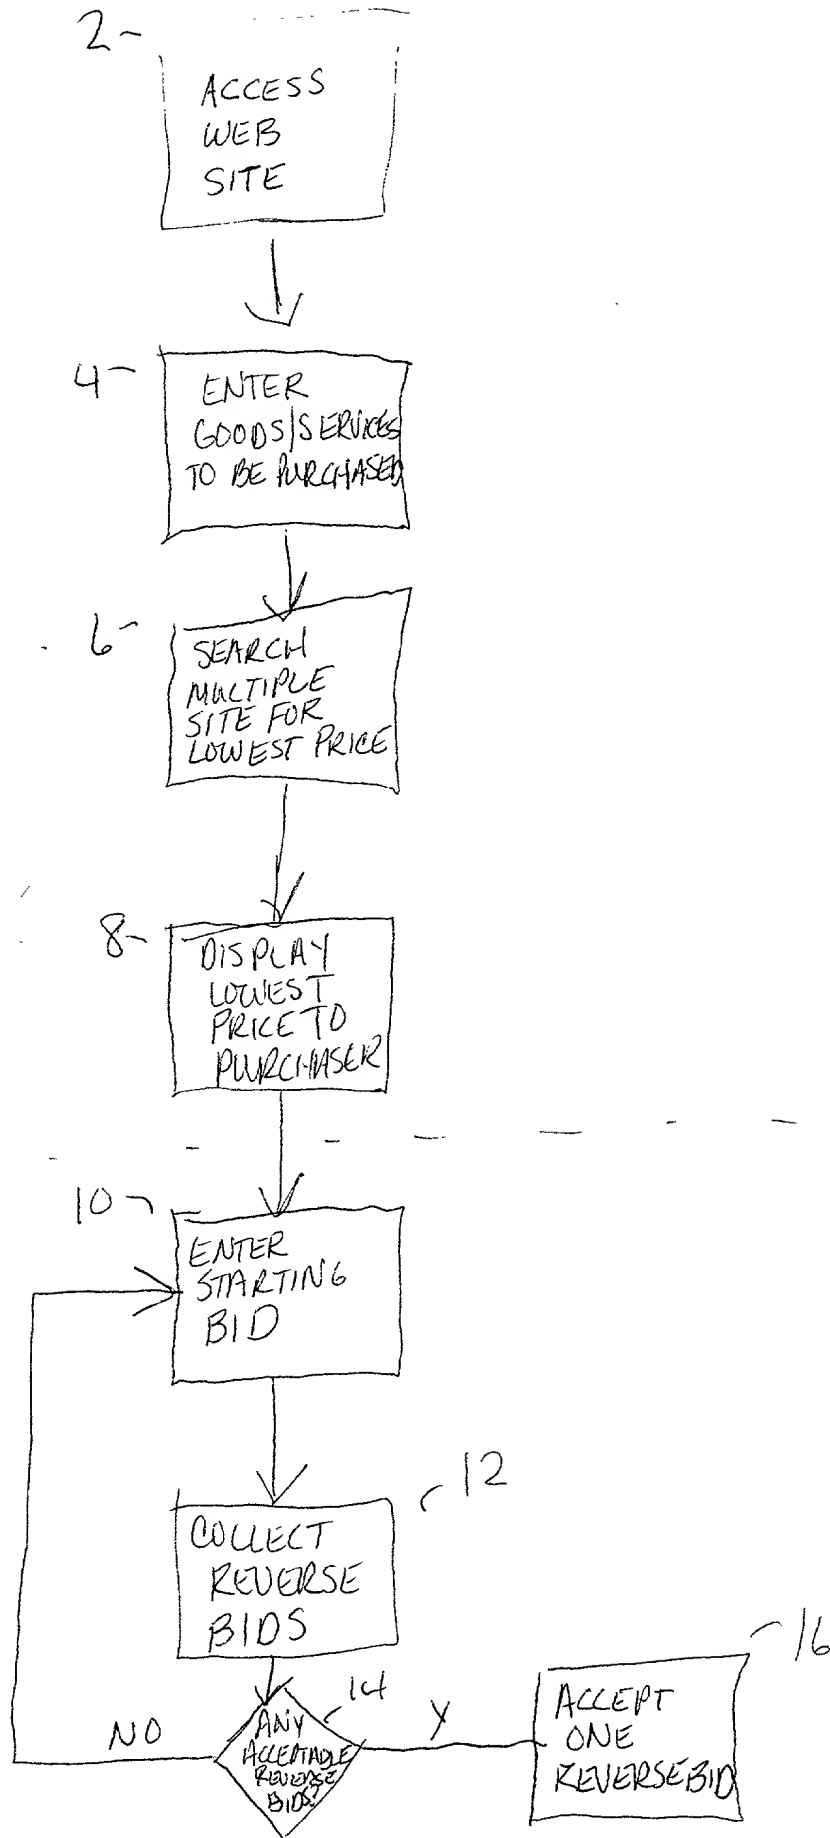 2
ACCESS
WEB
SITE
4
ENTER
GOODS/SERVICES
TO BE PURCHASED
6
SEARCH
MULTIPLE
SITE FOR
LOWEST PRICE
8
DISPLAY
LOWEST
PRICE TO
PURCHASER
10
ENTER
STARTING
BID
12
COLLECT
REVERSE
BIDS
14
ANY
ACCEPTABLE
REVERSE
BIDS?
NO
Y
16
ACCEPT
ONE
REVERSE BID